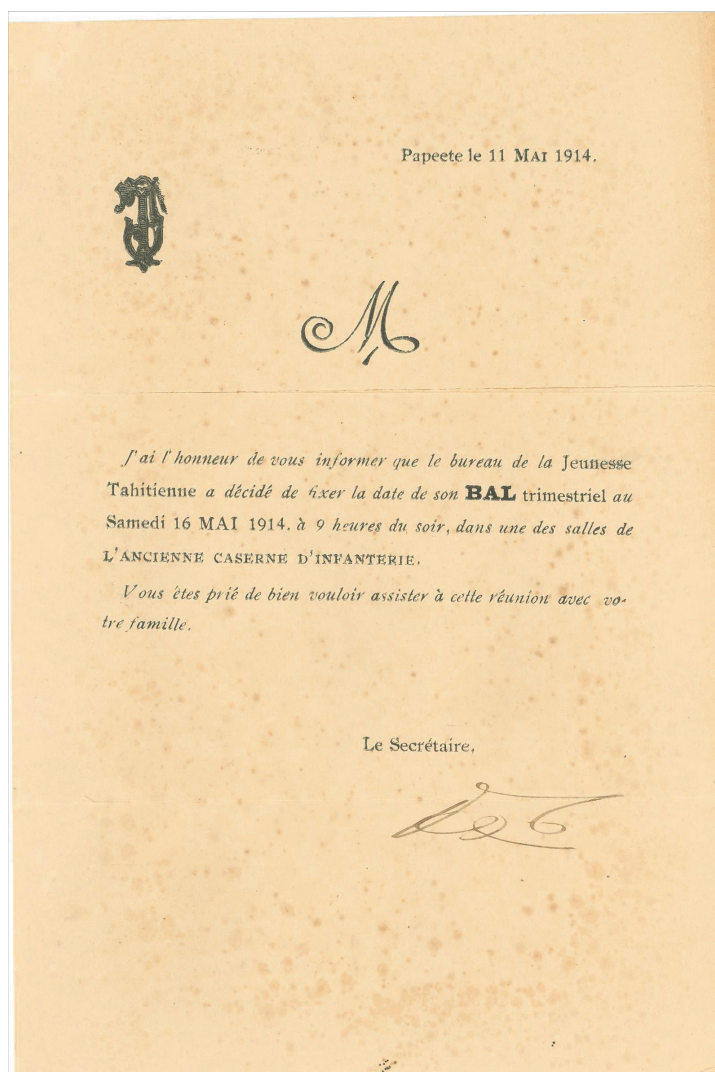 Papeete le 11 MAI 1914.
JT
M
J'ai l'honneur de vous informer que le bureau de la Jeunesse
Tahitienne a décidé de fixer la date de son BAL trimestriel au
Samedi 16 MAI 1914. à 9 heures du soir, dans une des salles de
L'ANCIENNE CASERNE D'INFANTERIE.
Vous êtes prié de bien vouloir assister à cette réunion avec vo-
tre famille.
Le Secrétaire,